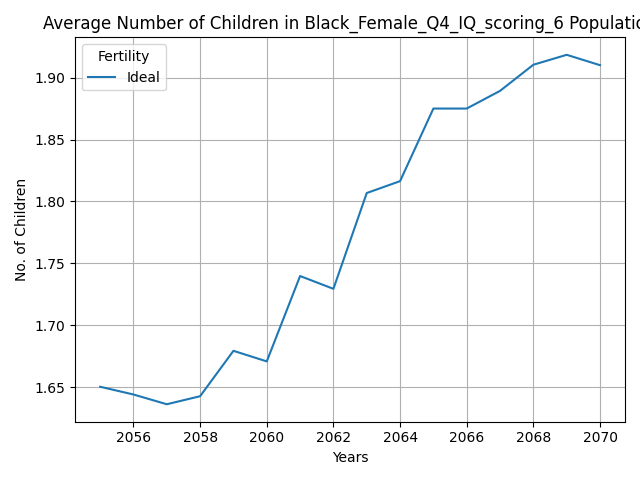 Average Number of Children in Black_Female_Q4_IQ_scoring_6 Populatio
Fertility
Ideal
No. of Children
1.90
1.85
1.80
1.75
1.70
1.65
2056 2058 2060 2062 2064 2066 2068 2070
Years